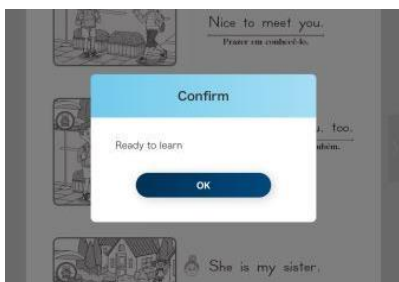 Nice to meet you.
Prazer em conhecê-lo.
Confirm
too.
Ready to learn
OK
She is my sister.